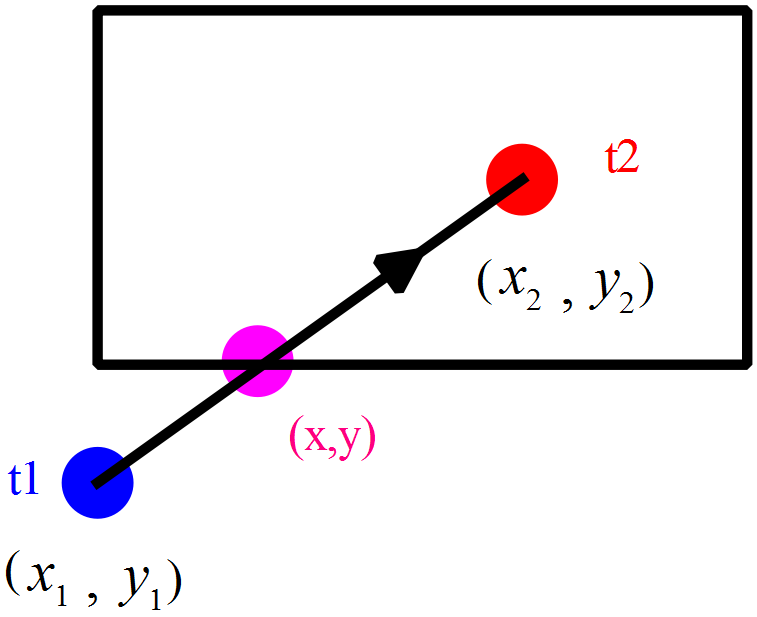 t2
(x₂ , y₂)
(x,y)
t1
(x₁ , y₁)